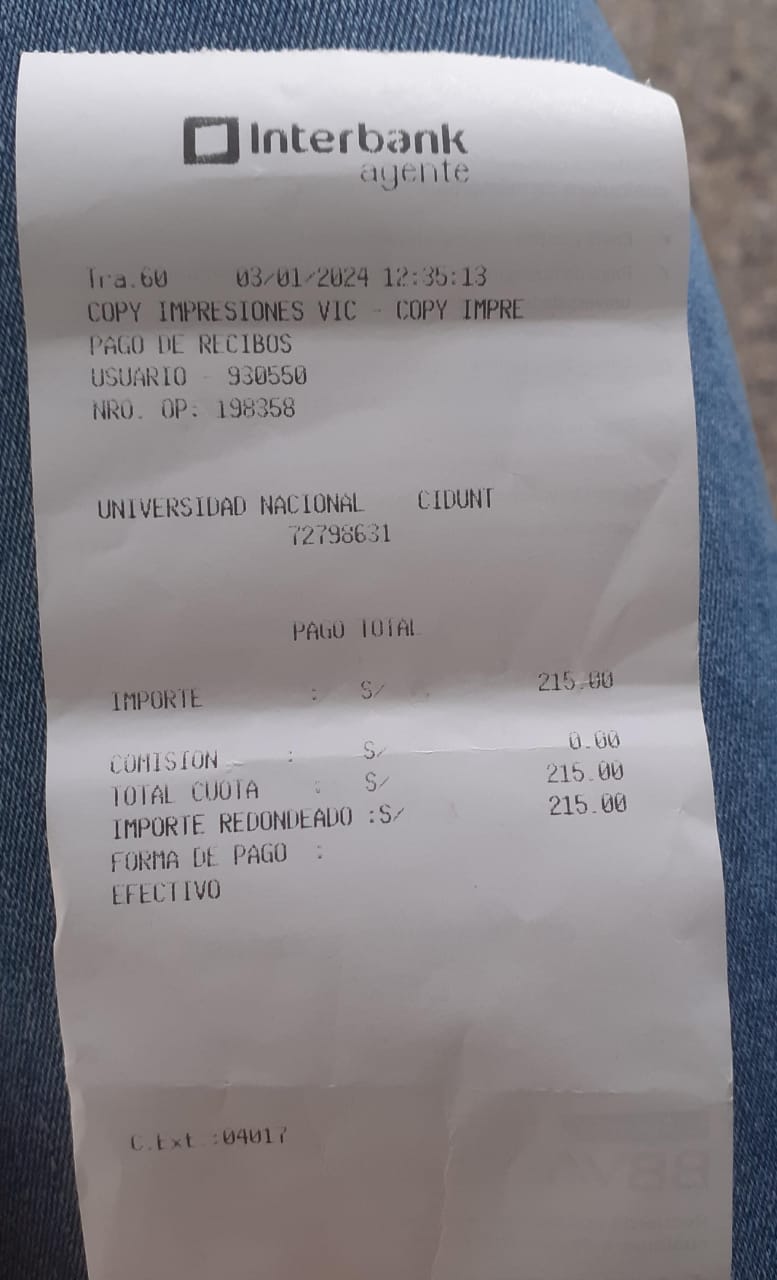 Interbank
agente
Tra.60 03/01/2024 12:35:13
COPY IMPRESIONES VIC - COPY IMPRE
PAGO DE RECIBOS
USUARIO - 930550
NRO. OP: 198358
UNIVERSIDAD NACIONAL CIDUNT
72798631
PAGO TOTAL
IMPORTE : S/ 215.00
COMISION : S/ 0.00
TOTAL CUOTA : S/ 215.00
IMPORTE REDONDEADO :S/ 215.00
FORMA DE PAGO :
EFECTIVO
C.Ext.:04017